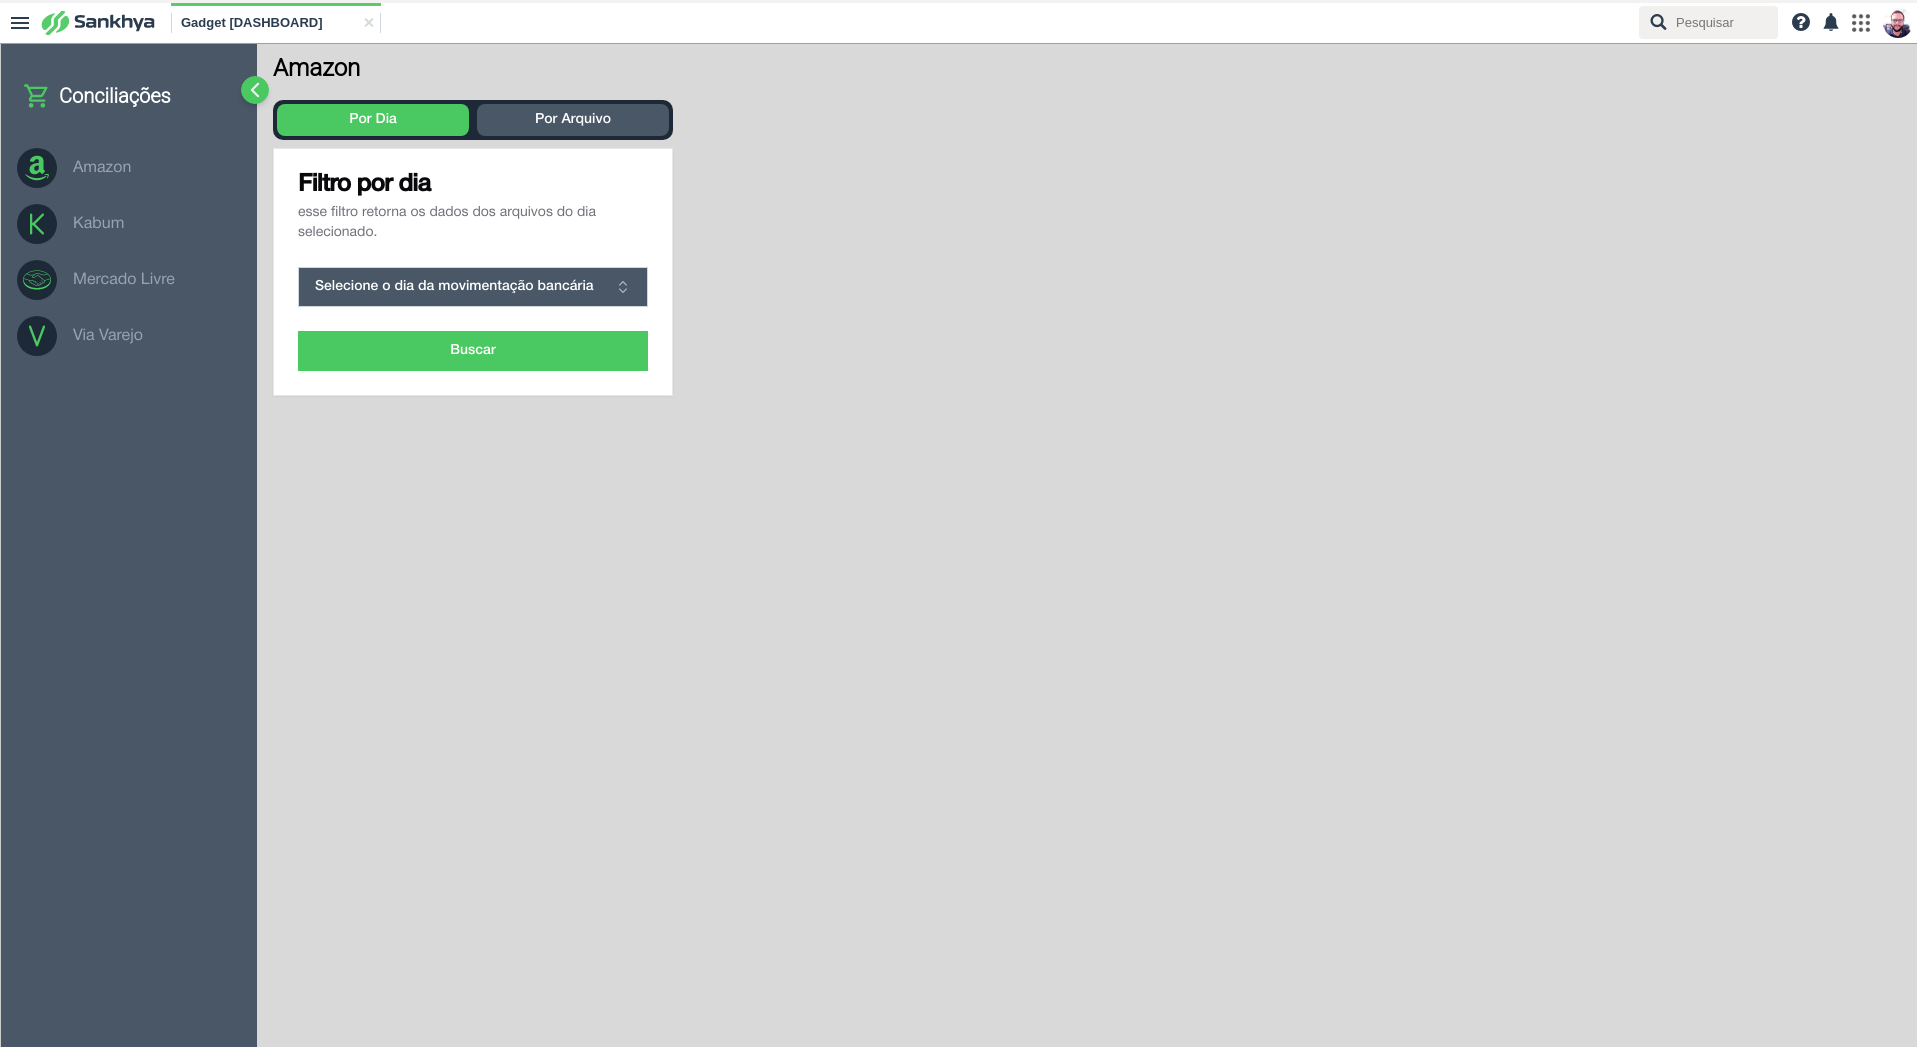 Sankhya
Gadget [DASHBOARD]
Pesquisar
Conciliações
Amazon
Kabum
Mercado Livre
Via Varejo
Amazon
Por Dia
Por Arquivo
Filtro por dia
esse filtro retorna os dados dos arquivos do dia
selecionado.
Selecione o dia da movimentação bancária
Buscar